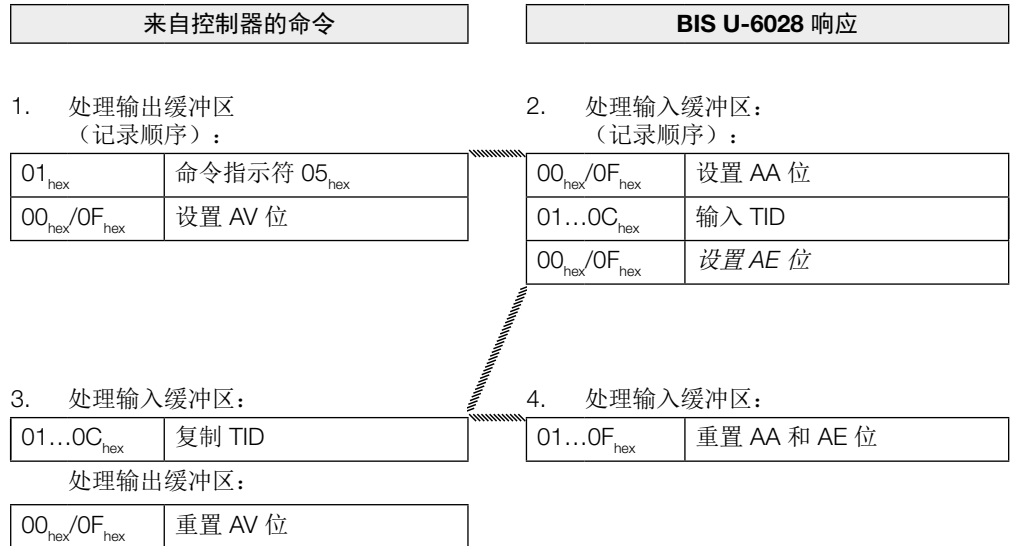 来自控制器的命令
BIS U-6028 响应
1. 处理输出缓冲区
（记录顺序）:
01hex 命令指示符 05hex
00hex/0Fhex 设置 AV 位
2. 处理输入缓冲区:
（记录顺序）:
00hex/0Fhex 设置 AA 位
01…0Chex 输入 TID
00hex/0Fhex 设置 AE 位
3. 处理输入缓冲区:
01…0Chex 复制 TID
处理输出缓冲区:
00hex/0Fhex 重置 AV 位
4. 处理输入缓冲区:
01…0Fhex 重置 AA 和 AE 位